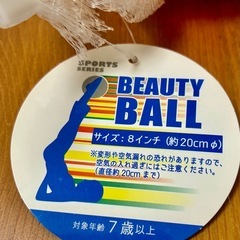 SPORTS
SERIES
BEAUTY
BALL
サイズ:8インチ(約20cmφ)
※変形や空気漏れの恐れがありますので、
空気の入れ過ぎにはご注意ください。
(直径約20cmまで)
対象年齢 7歳以上